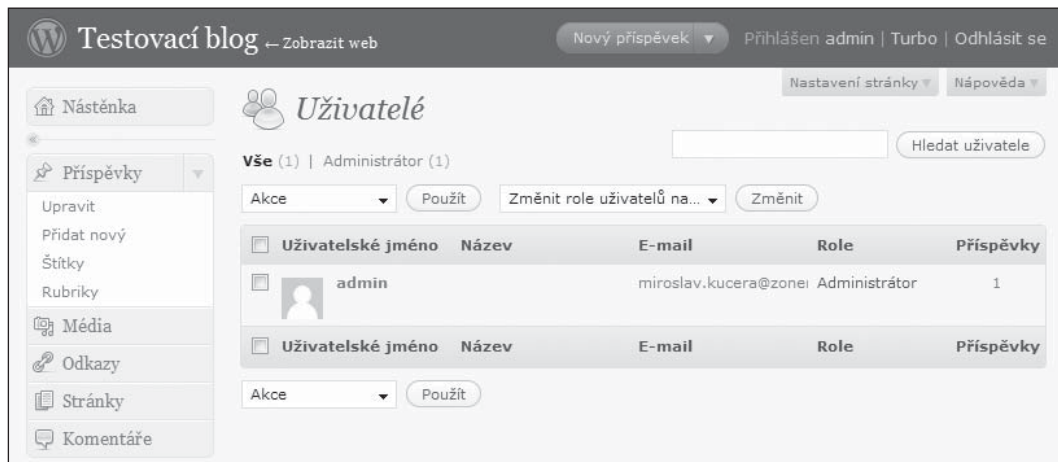 Testovací blog ← Zobrazit web
Nový příspěvek
Přihlášen admin | Turbo | Odhlásit se
Nastavení stránky
Nápověda
Nástěnka
Příspěvky
Upravit
Přidat nový
Štítky
Rubriky
Média
Odkazy
Stránky
Komentáře
Uživatelé
Hledat uživatele
Vše (1) | Administrátor (1)
Akce Použít Změnit role uživatelů na... Změnit
Uživatelské jméno Název E-mail Role Příspěvky
admin miroslav.kucera@zoner Administrátor 1
Uživatelské jméno Název E-mail Role Příspěvky
Akce Použít